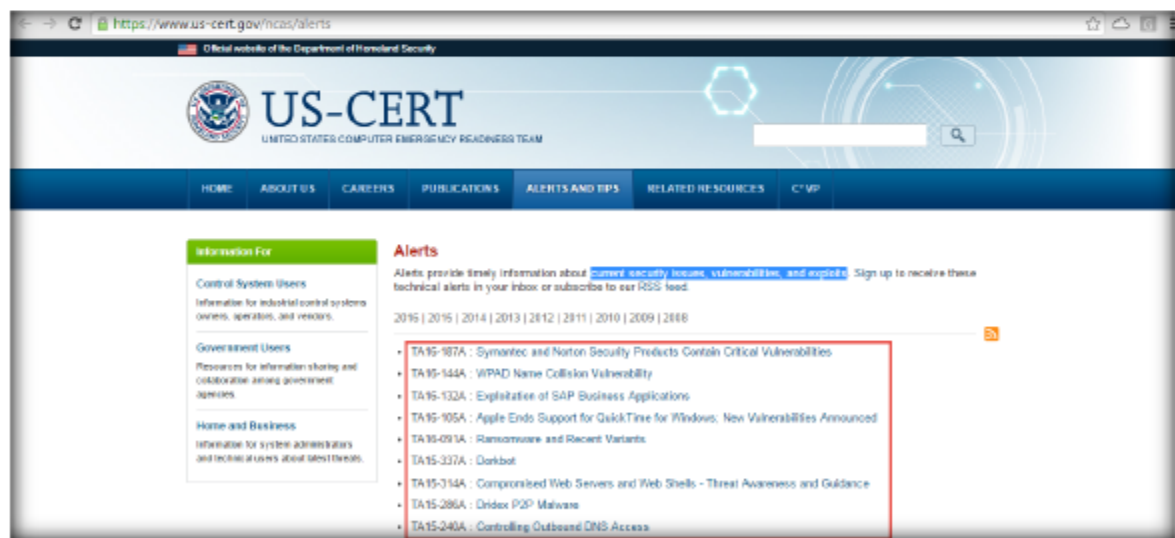 https://www.us-cert.gov/ncas/alerts
Official website of the Department of Homeland Security
US-CERT
UNITED STATES COMPUTER EMERGENCY READINESS TEAM
HOME ABOUT US CAREERS PUBLICATIONS ALERTS AND TIPS RELATED RESOURCES C³VP
Information For
Control System Users
Information for industrial control systems
owners, operators, and vendors.
Government Users
Resources for information sharing and
collaboration among government
agencies.
Home and Business
Information for system administrators
and technical users about latest threats.
Alerts
Alerts provide timely information about current security issues, vulnerabilities, and exploits. Sign up to receive these
technical alerts in your inbox or subscribe to our RSS feed.
2016 | 2015 | 2014 | 2013 | 2012 | 2011 | 2010 | 2009 | 2008
• TA16-187A : Symantec and Norton Security Products Contain Critical Vulnerabilities
• TA16-144A : WPAD Name Collision Vulnerability
• TA16-132A : Exploitation of SAP Business Applications
• TA16-105A : Apple Ends Support for QuickTime for Windows; New Vulnerabilities Announced
• TA16-091A : Ransomware and Recent Variants
• TA15-337A : Dorkbot
• TA15-314A : Compromised Web Servers and Web Shells - Threat Awareness and Guidance
• TA15-286A : Dridex P2P Malware
• TA15-240A : Controlling Outbound DNS Access